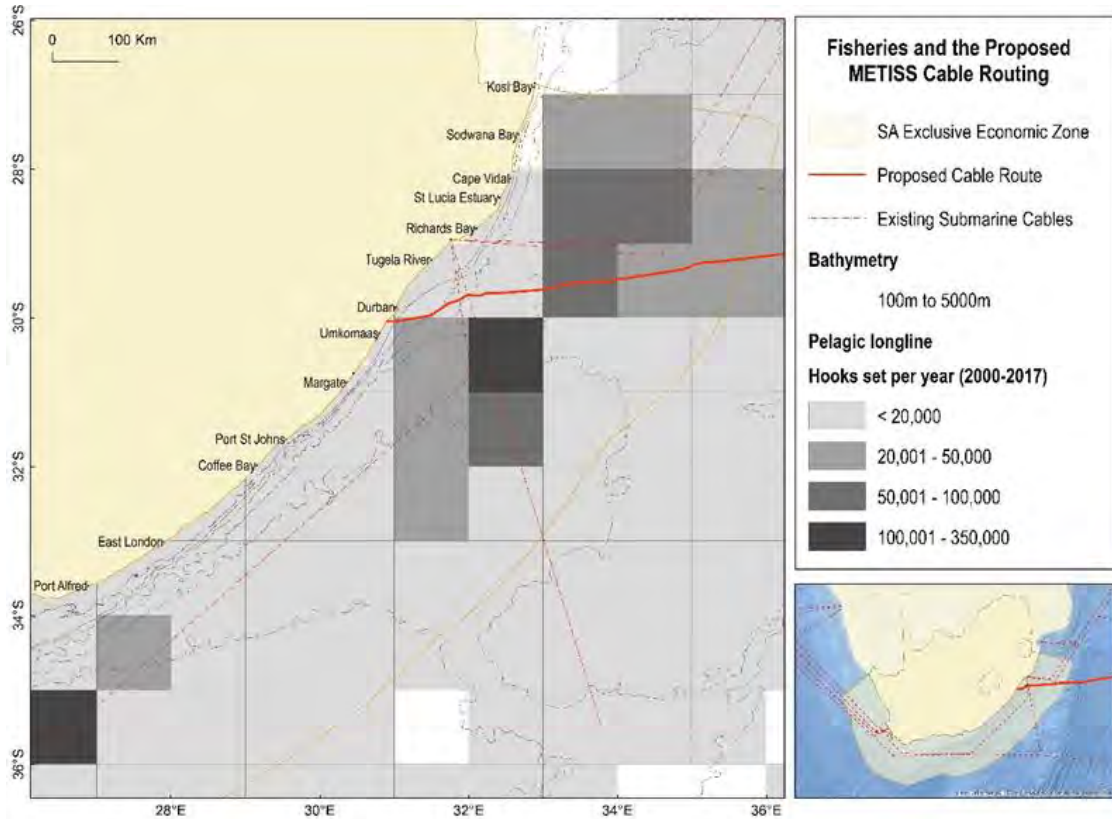 26°S
28°S
30°S
32°S
34°S
36°S
0 100 Km
Kosi Bay
Sodwana Bay
Cape Vidal
St Lucia Estuary
Richards Bay
Tugela River
Durban
Umkomaas
Margate
Port St Johns
Coffee Bay
East London
Port Alfred
28°E
30°E
32°E
34°E
36°E
Fisheries and the Proposed
METISS Cable Routing
SA Exclusive Economic Zone
Proposed Cable Route
Existing Submarine Cables
Bathymetry
100m to 5000m
Pelagic longline
Hooks set per year (2000-2017)
< 20,000
20,001 - 50,000
50,001 - 100,000
100,001 - 350,000